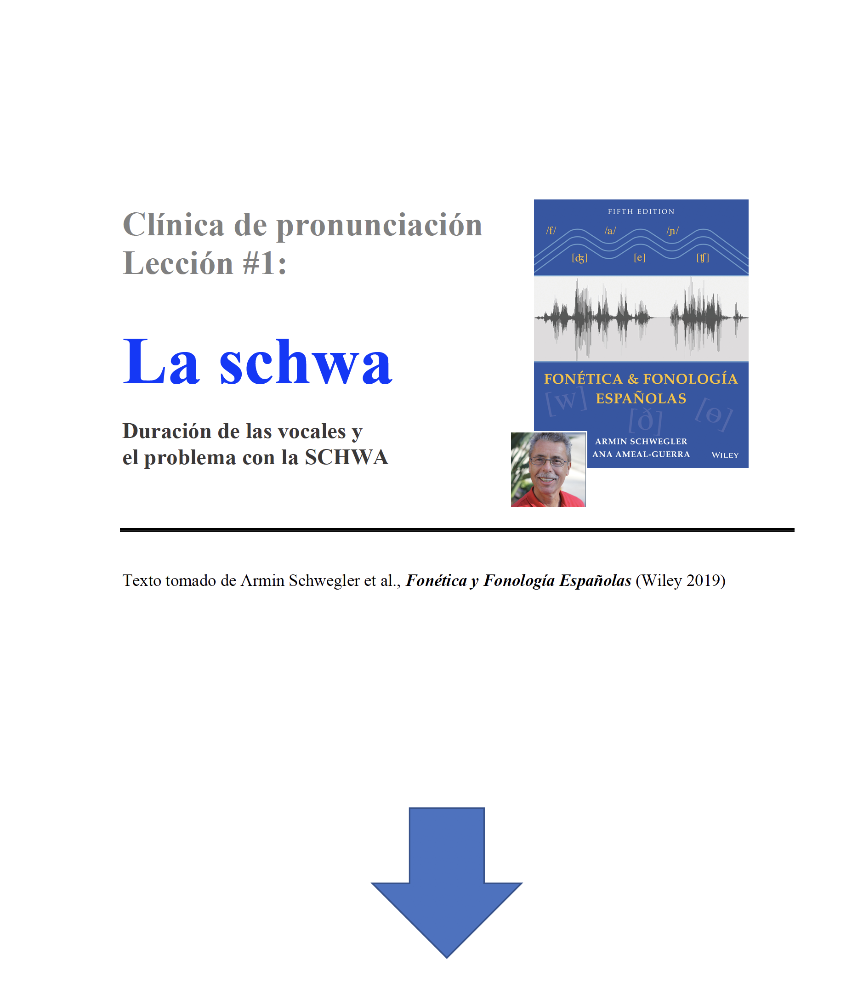 Clínica de pronunciación
Lección #1:
La schwa
Duración de las vocales y
el problema con la SCHWA
FIFTH EDITION
/f/ /a/ /ɲ/
[ʤ] [e] [ʧ]
FONÉTICA & FONOLOGÍA
ESPAÑOLAS
[w] [ð] [ɵ]
ARMIN SCHWEGLER
ANA AMEAL-GUERRA
WILEY
Texto tomado de Armin Schwegler et al., Fonética y Fonología Españolas (Wiley 2019)